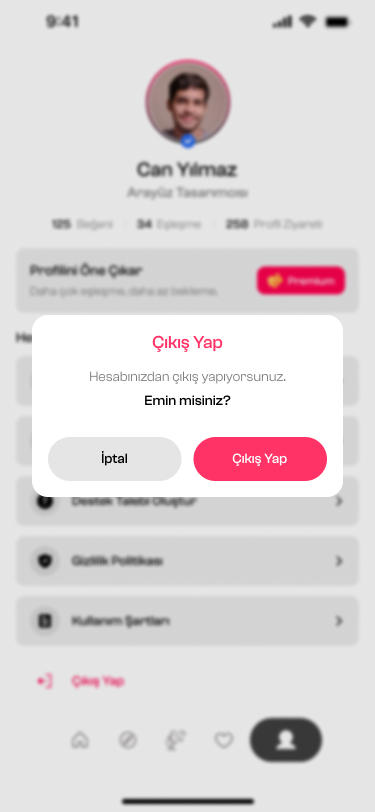 9:41
Can Yılmaz
Arayüz Tasarımcısı
125 Beğeni 34 Eşleşme 258 Profil Ziyareti
Profilini Öne Çıkar
Daha çok eşleşme, daha az bekleme.
Premium
He
Çıkış Yap
Hesabınızdan çıkış yapıyorsunuz.
Emin misiniz?
İptal
Çıkış Yap
Destek Talebi Oluştur
Gizlilik Politikası
Kullanım Şartları
Çıkış Yap